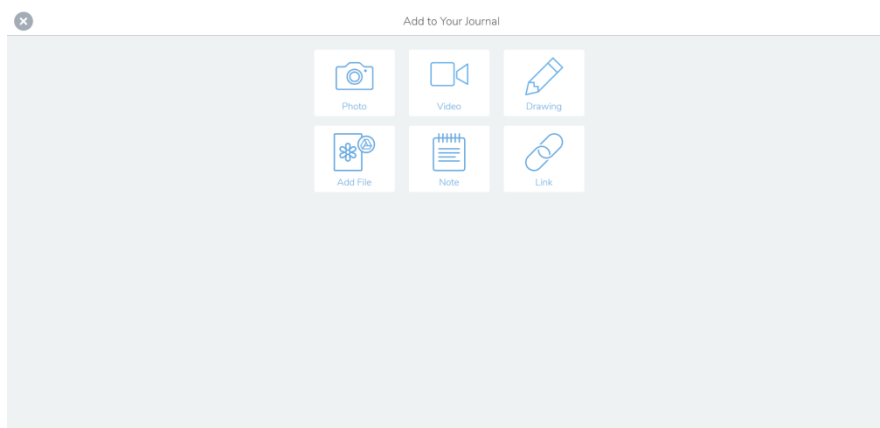 Add to Your Journal
Photo
Video
Drawing
Add File
Note
Link